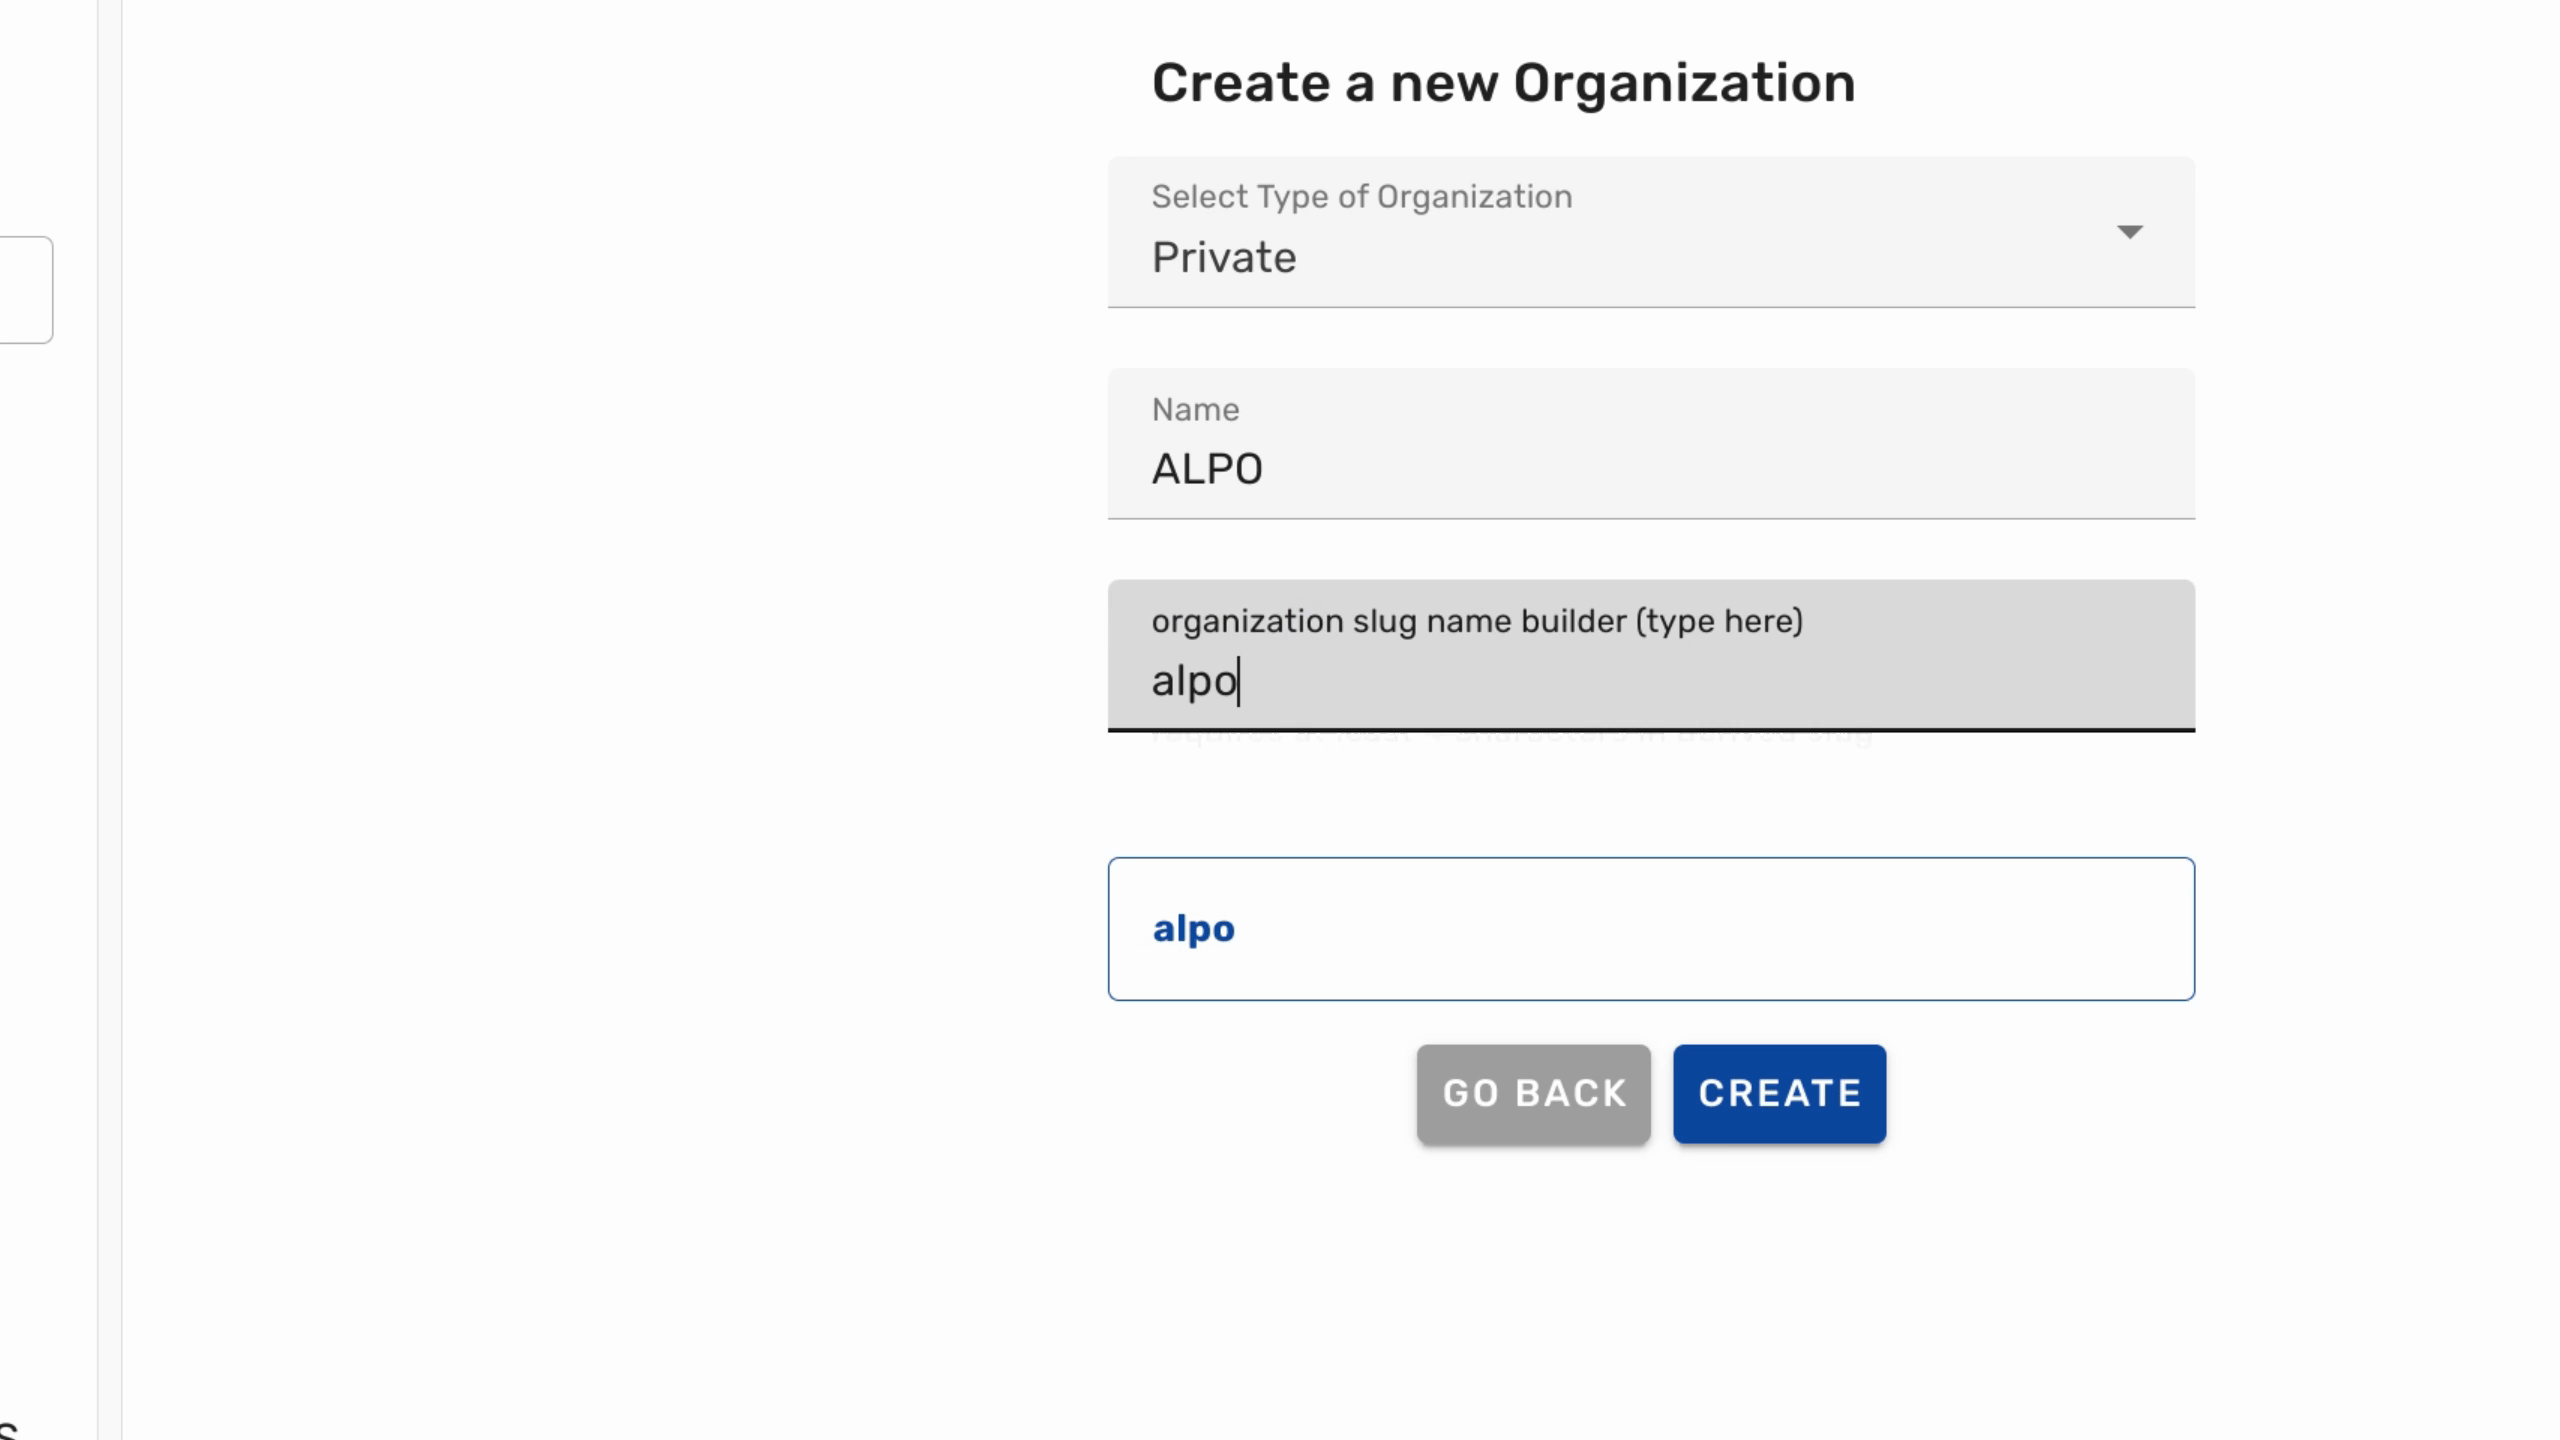 Create a new Organization
Select Type of Organization
Private
Name
ALPO
organization slug name builder (type here)
alpo
alpo
GO BACK
CREATE
s